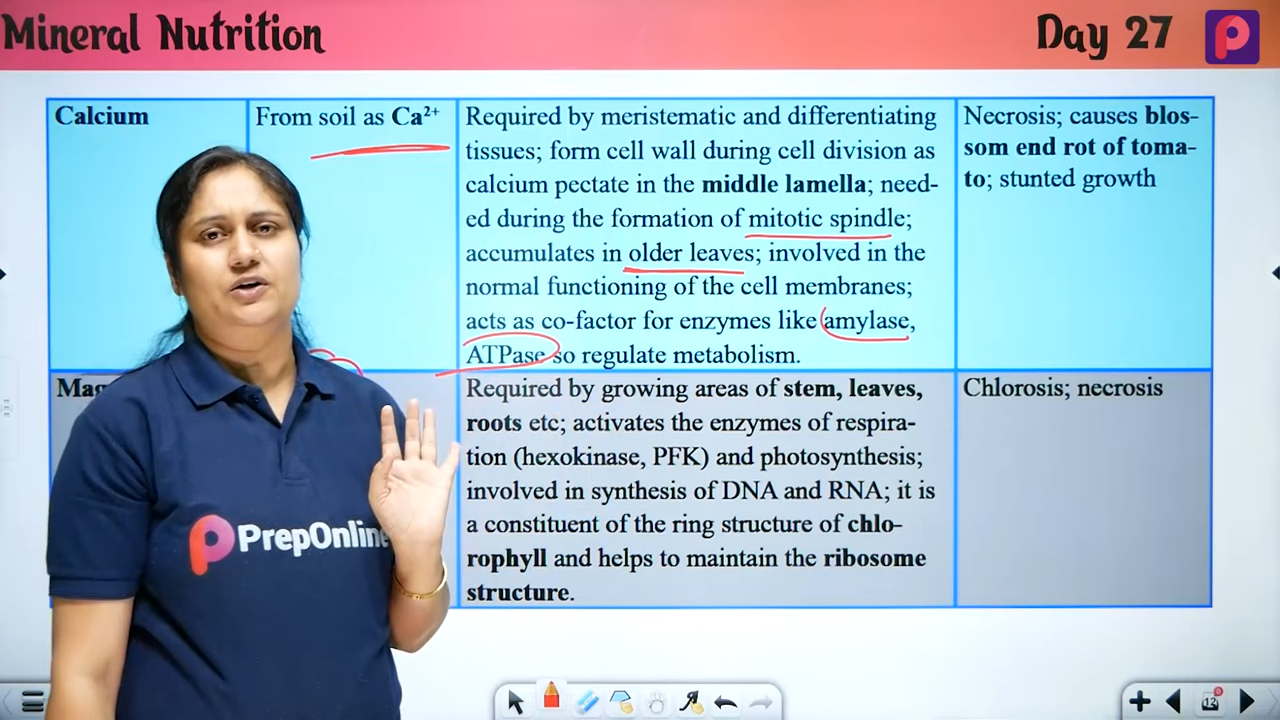 Mineral Nutrition
Day 27
Calcium
From soil as Ca²⁺
Required by meristematic and differentiating
tissues; form cell wall during cell division as
calcium pectate in the middle lamella; need-
ed during the formation of mitotic spindle;
accumulates in older leaves; involved in the
normal functioning of the cell membranes;
acts as co-factor for enzymes like amylase,
ATPase so regulate metabolism.
Necrosis; causes blos-
som end rot of toma-
to; stunted growth
Mag
Required by growing areas of stem, leaves,
roots etc; activates the enzymes of respira-
tion (hexokinase, PFK) and photosynthesis;
involved in synthesis of DNA and RNA; it is
a constituent of the ring structure of chlo-
rophyll and helps to maintain the ribosome
structure.
Chlorosis; necrosis
PrepOnline
12